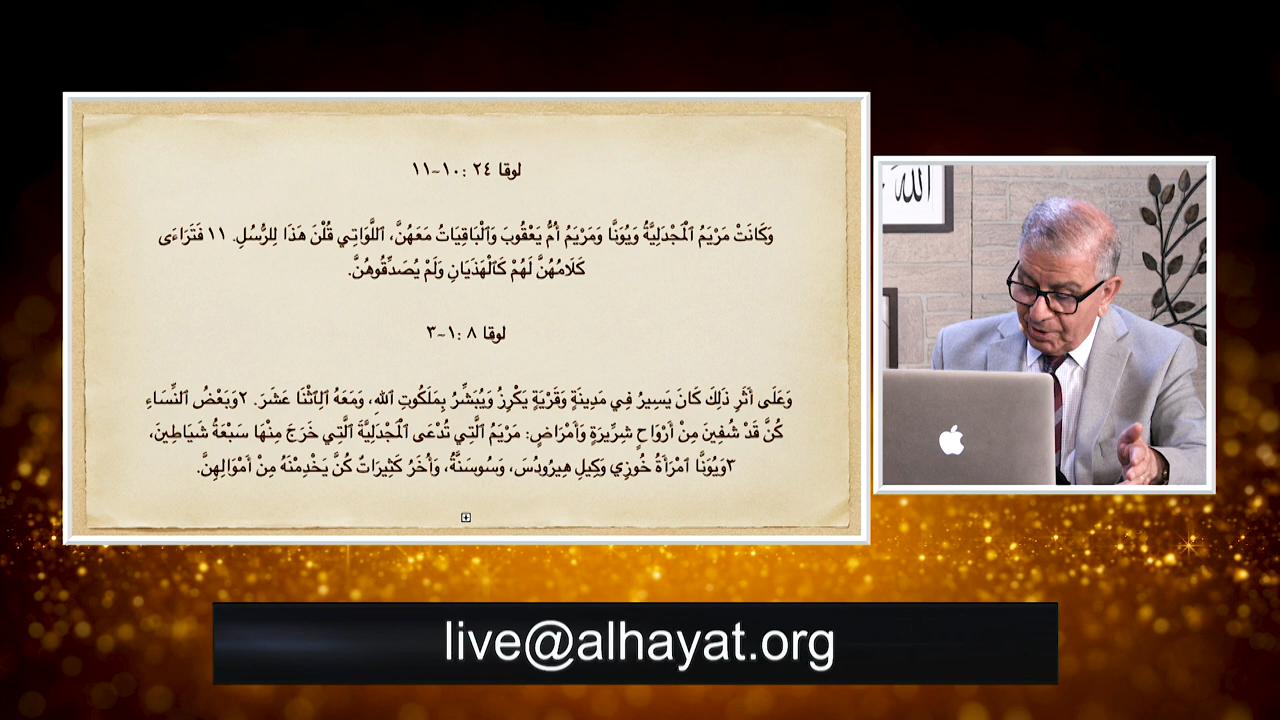 لوقا ٢٤ :١٠-١١
وَكَانَتْ مَرْيَمُ ٱلْمَجْدَلِيَّةُ وَيُوَنَّا وَمَرْيَمُ أُمُّ يَعْقُوبَ وَٱلْبَاقِيَاتُ مَعَهُنَّ، ٱللَّوَاتِي قُلْنَ هَذَا لِلرُّسُلِ. ١١ فَتَرَاءَى
كَلَامُهُنَّ لَهُمْ كَٱلْهَذَيَانِ وَلَمْ يُصَدِّقُوهُنَّ.
لوقا ٨ :١-٣
وَعَلَى أَثَرِ ذَلِكَ كَانَ يَسِيرُ فِي مَدِينَةٍ وَقَرْيَةٍ يَكْرِزُ وَيُبَشِّرُ بِمَلَكُوتِ ٱللهِ، وَمَعَهُ ٱلِٱثْنَا عَشَرَ. ٢وَبَعْضُ ٱلنِّسَاءِ
كُنَّ قَدْ شُفِينَ مِنْ أَرْوَاحٍ شِرِّيرَةٍ وَأَمْرَاضٍ: مَرْيَمُ ٱلَّتِي تُدْعَى ٱلْمَجْدَلِيَّةَ ٱلَّتِي خَرَجَ مِنْهَا سَبْعَةُ شَيَاطِينَ،
٣وَيُوَنَّا ٱمْرَأَةُ خُوزِي وَكِيلِ هِيرُودُسَ، وَسُوسَنَّةُ، وَأُخَرُ كَثِيرَاتٌ كُنَّ يَخْدِمْنَهُ مِنْ أَمْوَالِهِنَّ.
الله
live@alhayat.org